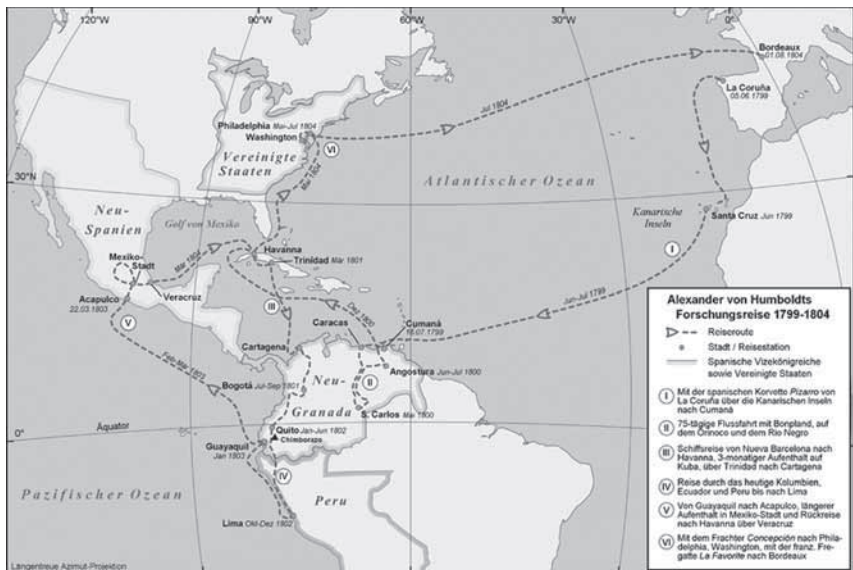 120°W
90°W
60°W
30°W
0°
Bordeaux
01.08.1804
La Coruña
05.06.1799
Jul 1804
Philadelphia Mai-Jul 1804
Washington
VI
Vereinigte
Staaten
Mai 1804
30°N
Atlantischer Ozean
Neu-
Spanien
Golf von Mexiko
Kanarische
Inseln
Santa Cruz Jun 1799
I
Mexiko-
Stadt
Mär 1804
Havanna
Trinidad Mär 1801
Veracruz
Acapulco
22.03.1803
V
III
Dez 1800
Jun-Jul 1799
Caracas
Cumaná
16.07.1799
Cartagena
Angostura Jun-Jul 1800
II
Feb-Mär 1803
Bogotá Jul-Sep 1801
Neu-
Granada
S. Carlos Mai 1800
Äquator
0°
Quito Jan-Jun 1802
Chimborazo
Guayaquil
Jan 1803
IV
Pazifischer Ozean
Peru
Lima Okt-Dez 1802
Längentreue Azimut-Projektion
Alexander von Humboldts
Forschungsreise 1799-1804
Reiseroute
Stadt / Reisestation
Spanische Vizekönigreiche
sowie Vereinigte Staaten
I
Mit der spanischen Korvette Pizarro von
La Coruña über die Kanarischen Inseln
nach Cumaná
II
75-tägige Flussfahrt mit Bonpland, auf
dem Orinoco und dem Rio Negro
III
Schiffsreise von Nueva Barcelona nach
Havanna, 3-monatiger Aufenthalt auf
Kuba, über Trinidad nach Cartagena
IV
Reise durch das heutige Kolumbien,
Ecuador und Peru bis nach Lima
V
Von Guayaquil nach Acapulco, längerer
Aufenthalt in Mexiko-Stadt und Rückreise
nach Havanna über Veracruz
VI
Mit dem Frachter Concepción nach Phila-
delphia, Washington, mit der franz. Fre-
gatte La Favorite nach Bordeaux